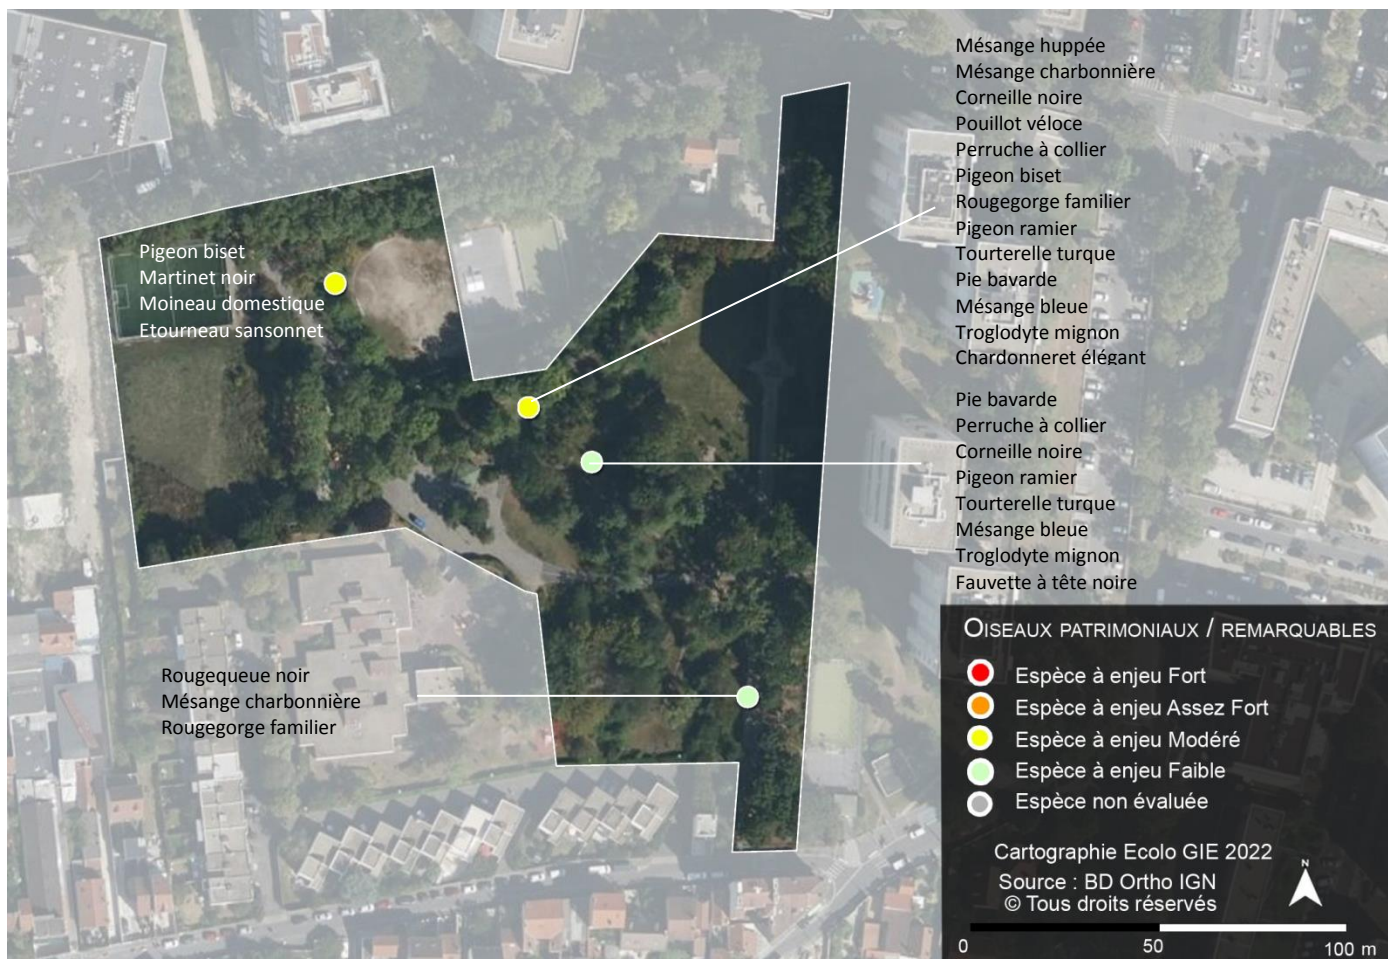 Mésange huppée
Mésange charbonnière
Corneille noire
Pouillot véloce
Perruche à collier
Pigeon biset
Rougegorge familier
Pigeon ramier
Tourterelle turque
Pie bavarde
Mésange bleue
Troglodyte mignon
Chardonneret élégant
Pigeon biset
Martinet noir
Moineau domestique
Etourneau sansonnet
Pie bavarde
Perruche à collier
Corneille noire
Pigeon ramier
Tourterelle turque
Mésange bleue
Troglodyte mignon
Fauvette à tête noire
Rougequeue noir
Mésange charbonnière
Rougegorge familier
OISEAUX PATRIMONIAUX / REMARQUABLES
Espèce à enjeu Fort
Espèce à enjeu Assez Fort
Espèce à enjeu Modéré
Espèce à enjeu Faible
Espèce non évaluée
Cartographie Ecolo GIE 2022
Source : BD Ortho IGN
© Tous droits réservés
N
0 50 100 m